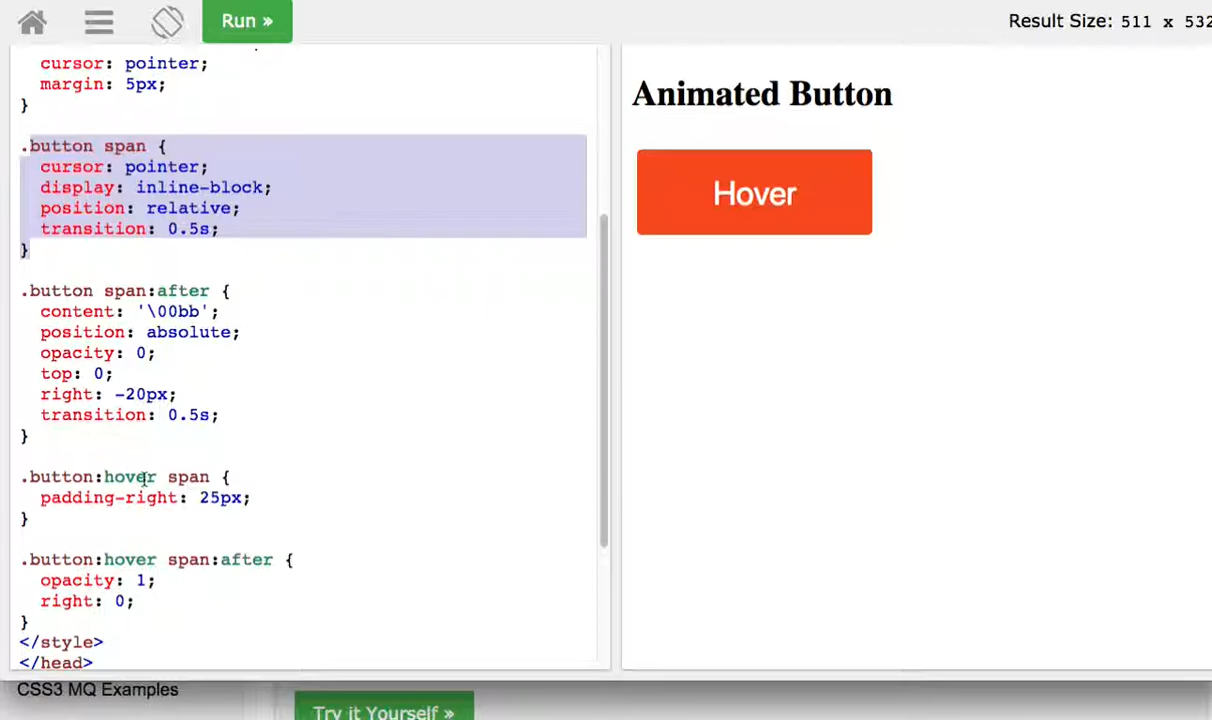 Run »
Result Size: 511 x 532
cursor: pointer;
margin: 5px;
}
.button span {
cursor: pointer;
display: inline-block;
position: relative;
transition: 0.5s;
}
.button span:after {
content: '\00bb';
position: absolute;
opacity: 0;
top: 0;
right: -20px;
transition: 0.5s;
}
.button:hover span {
padding-right: 25px;
}
.button:hover span:after {
opacity: 1;
right: 0;
}
</style>
</head>
Animated Button
Hover
CSS3 MQ Examples
Try it Yourself »